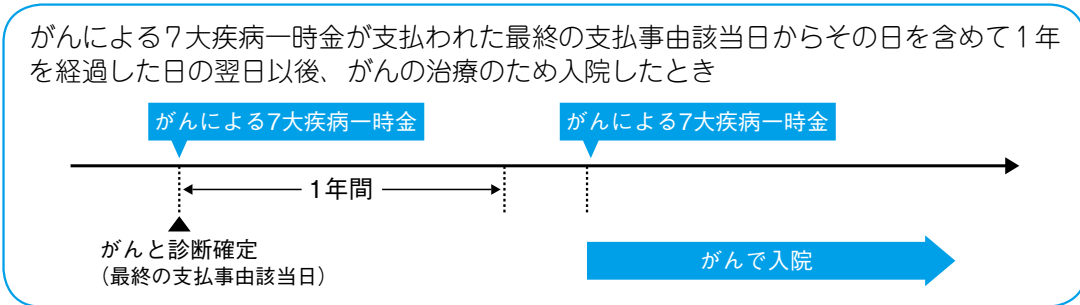 がんによる７大疾病一時金が支払われた最終の支払事由該当日からその日を含めて１年
を経過した日の翌日以後、がんの治療のため入院したとき
がんによる7大疾病一時金
がんによる7大疾病一時金
1年間
がんと診断確定
（最終の支払事由該当日）
がんで入院